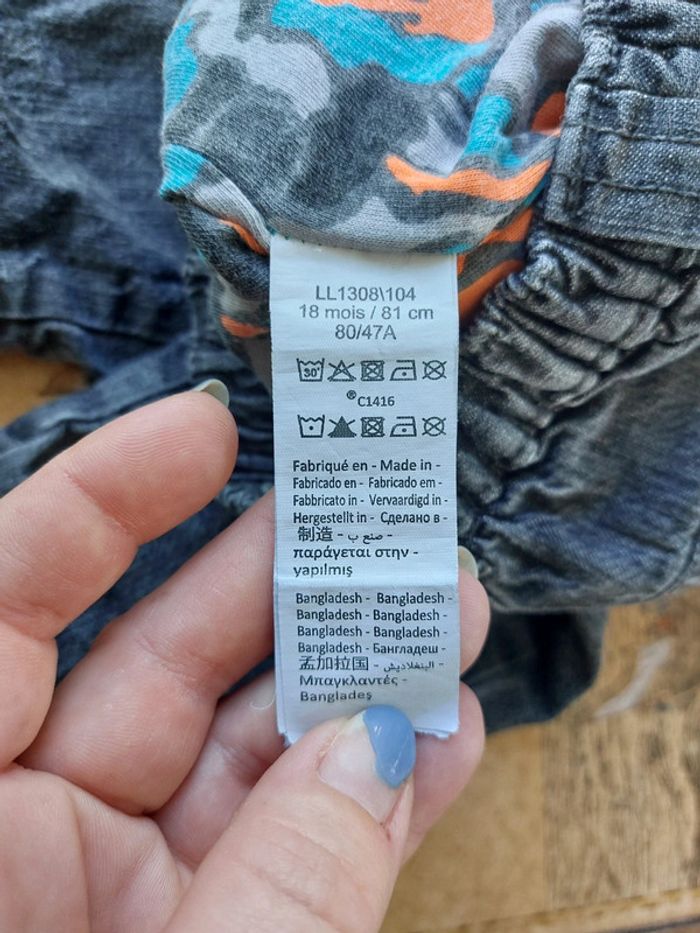 LL1308\104
18 mois / 81 cm
80/47A
30°
®C1416
Fabriqué en - Made in -
Fabricado en - Fabricado em -
Fabbricato in - Vervaardigd in -
Hergestellt in - Сделано в -
制造 - صنع ب -
παράγεται στην -
yapılmış
Bangladesh - Bangladesh -
Bangladesh - Bangladesh -
Bangladesh - Bangladesh -
Bangladesh - Бангладеш -
孟加拉国 - البنغلاديش -
Μπαγκλαντές -
Bangladeş